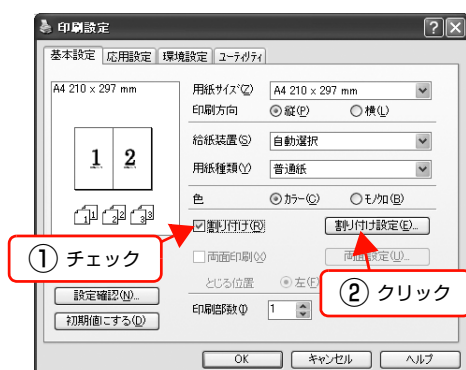 印刷設定
基本設定 応用設定 環境設定 ユーティリティ
A4 210 x 297 mm
1 2
1 2 3
用紙サイズ(Z) A4 210 x 297 mm
印刷方向 縦(P) 横(L)
給紙装置(S) 自動選択
用紙種類(Y) 普通紙
色 カラー(C) モノクロ(B)
割り付け(R) 割り付け設定(E)...
① チェック
両面印刷(X) 両面設定(U)...
とじる位置 左(F)
② クリック
設定確認(N)...
印刷部数(I) 1
初期値にする(D)
OK キャンセル ヘルプ